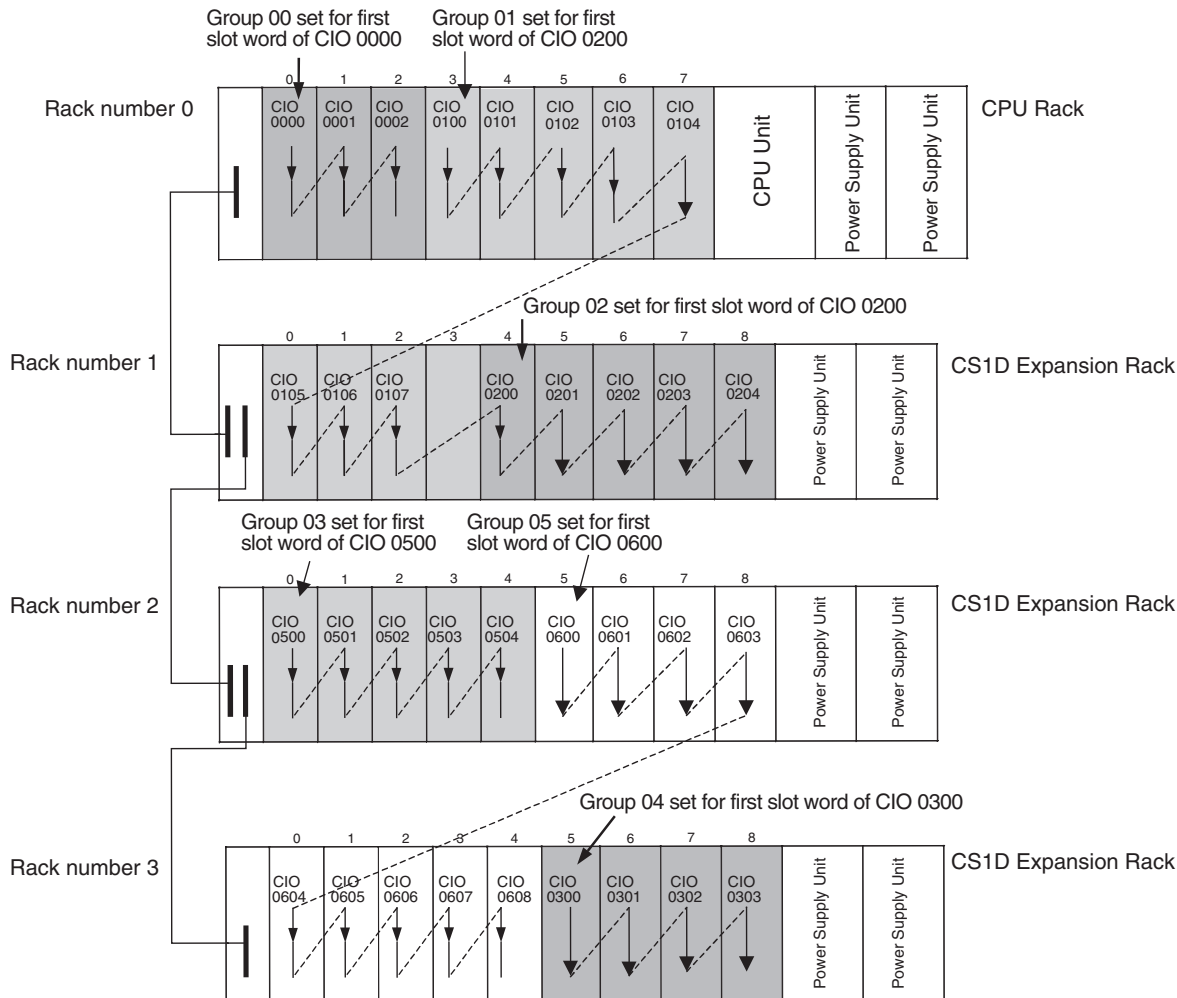 Group 00 set for first
slot word of CIO 0000
Group 01 set for first
slot word of CIO 0200
0 1 2 3 4 5 6 7
Rack number 0
CIO 0000
CIO 0001
CIO 0002
CIO 0100
CIO 0101
CIO 0102
CIO 0103
CIO 0104
CPU Unit
Power Supply Unit
Power Supply Unit
CPU Rack
Group 02 set for first slot word of CIO 0200
0 1 2 3 4 5 6 7 8
Rack number 1
CIO 0105
CIO 0106
CIO 0107
CIO 0200
CIO 0201
CIO 0202
CIO 0203
CIO 0204
Power Supply Unit
Power Supply Unit
CS1D Expansion Rack
Group 03 set for first
slot word of CIO 0500
Group 05 set for first
slot word of CIO 0600
0 1 2 3 4 5 6 7 8
Rack number 2
CIO 0500
CIO 0501
CIO 0502
CIO 0503
CIO 0504
CIO 0600
CIO 0601
CIO 0602
CIO 0603
Power Supply Unit
Power Supply Unit
CS1D Expansion Rack
Group 04 set for first slot word of CIO 0300
0 1 2 3 4 5 6 7 8
Rack number 3
CIO 0604
CIO 0605
CIO 0606
CIO 0607
CIO 0608
CIO 0300
CIO 0301
CIO 0302
CIO 0303
Power Supply Unit
Power Supply Unit
CS1D Expansion Rack